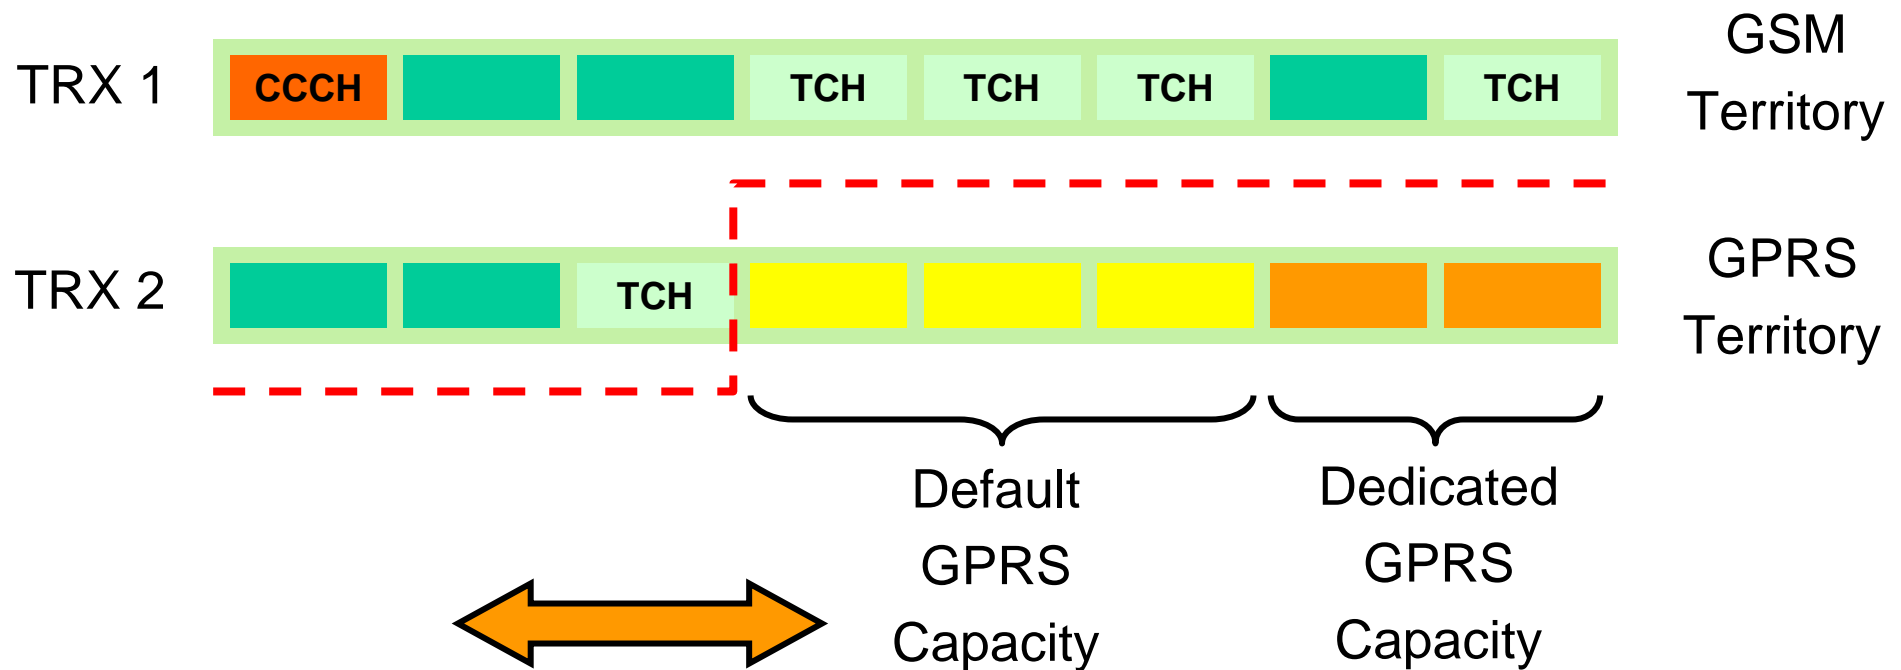 TRX 1
CCCH
TCH
TCH
TCH
TCH
GSM
Territory
TRX 2
TCH
GPRS
Territory
Default
GPRS
Capacity
Dedicated
GPRS
Capacity